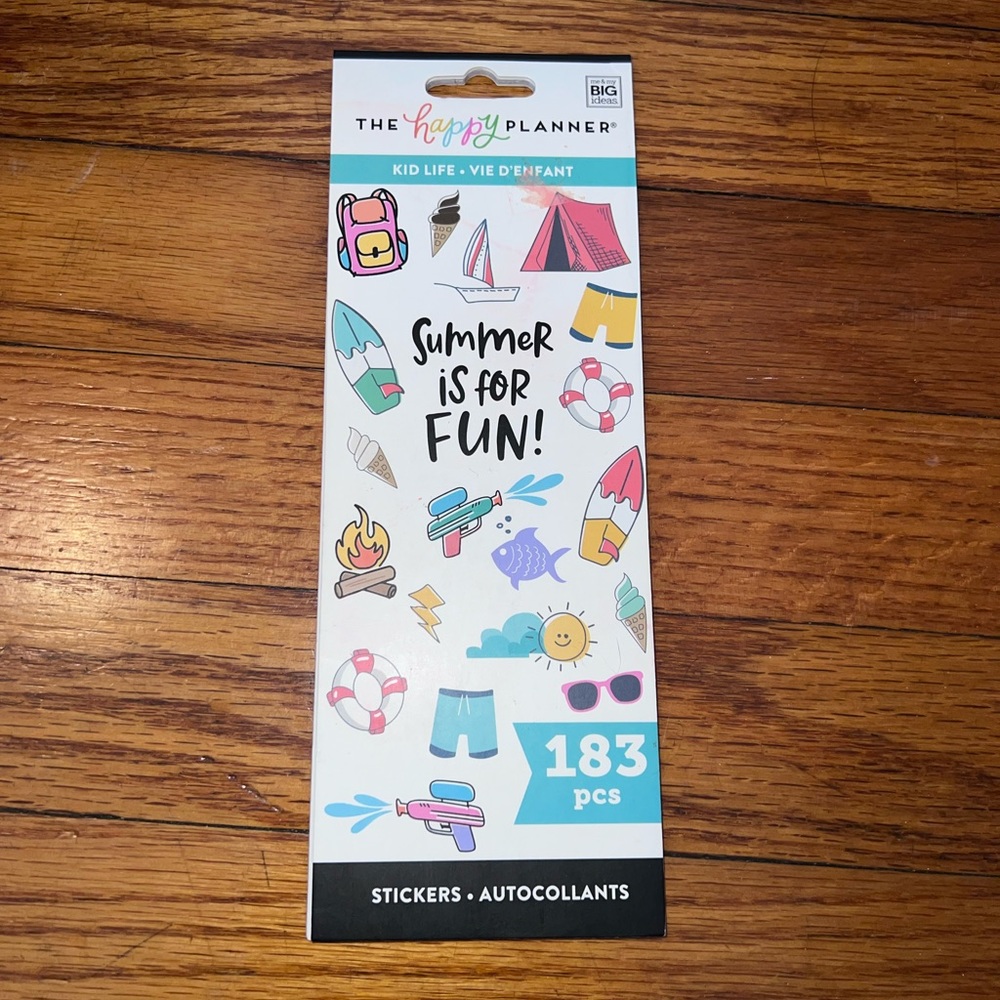 me & my
BIG
ideas
THE happy PLANNER®
KID LIFE • VIE D'ENFANT
Summer
is for
FUN!
183
pcs
STICKERS • AUTOCOLLANTS